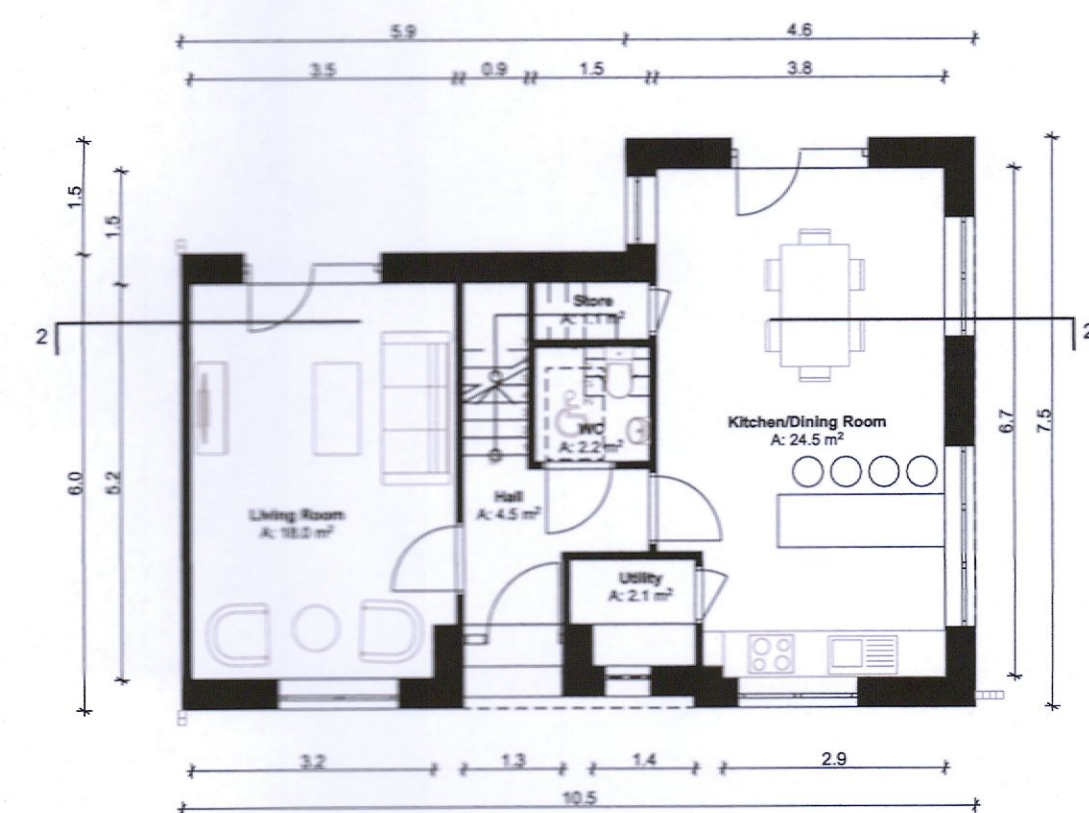 5.9
4.6
3.5
0.9
1.5
3.8
1.5
1.5
Store
A: 1.1 m²
2
2
WC
A: 2.2 m²
Kitchen/Dining Room
A: 24.5 m²
6.7
7.5
6.0
5.2
Hall
A: 4.5 m²
Living Room
A: 18.0 m²
Utility
A: 2.1 m²
3.2
1.3
1.4
2.9
10.5